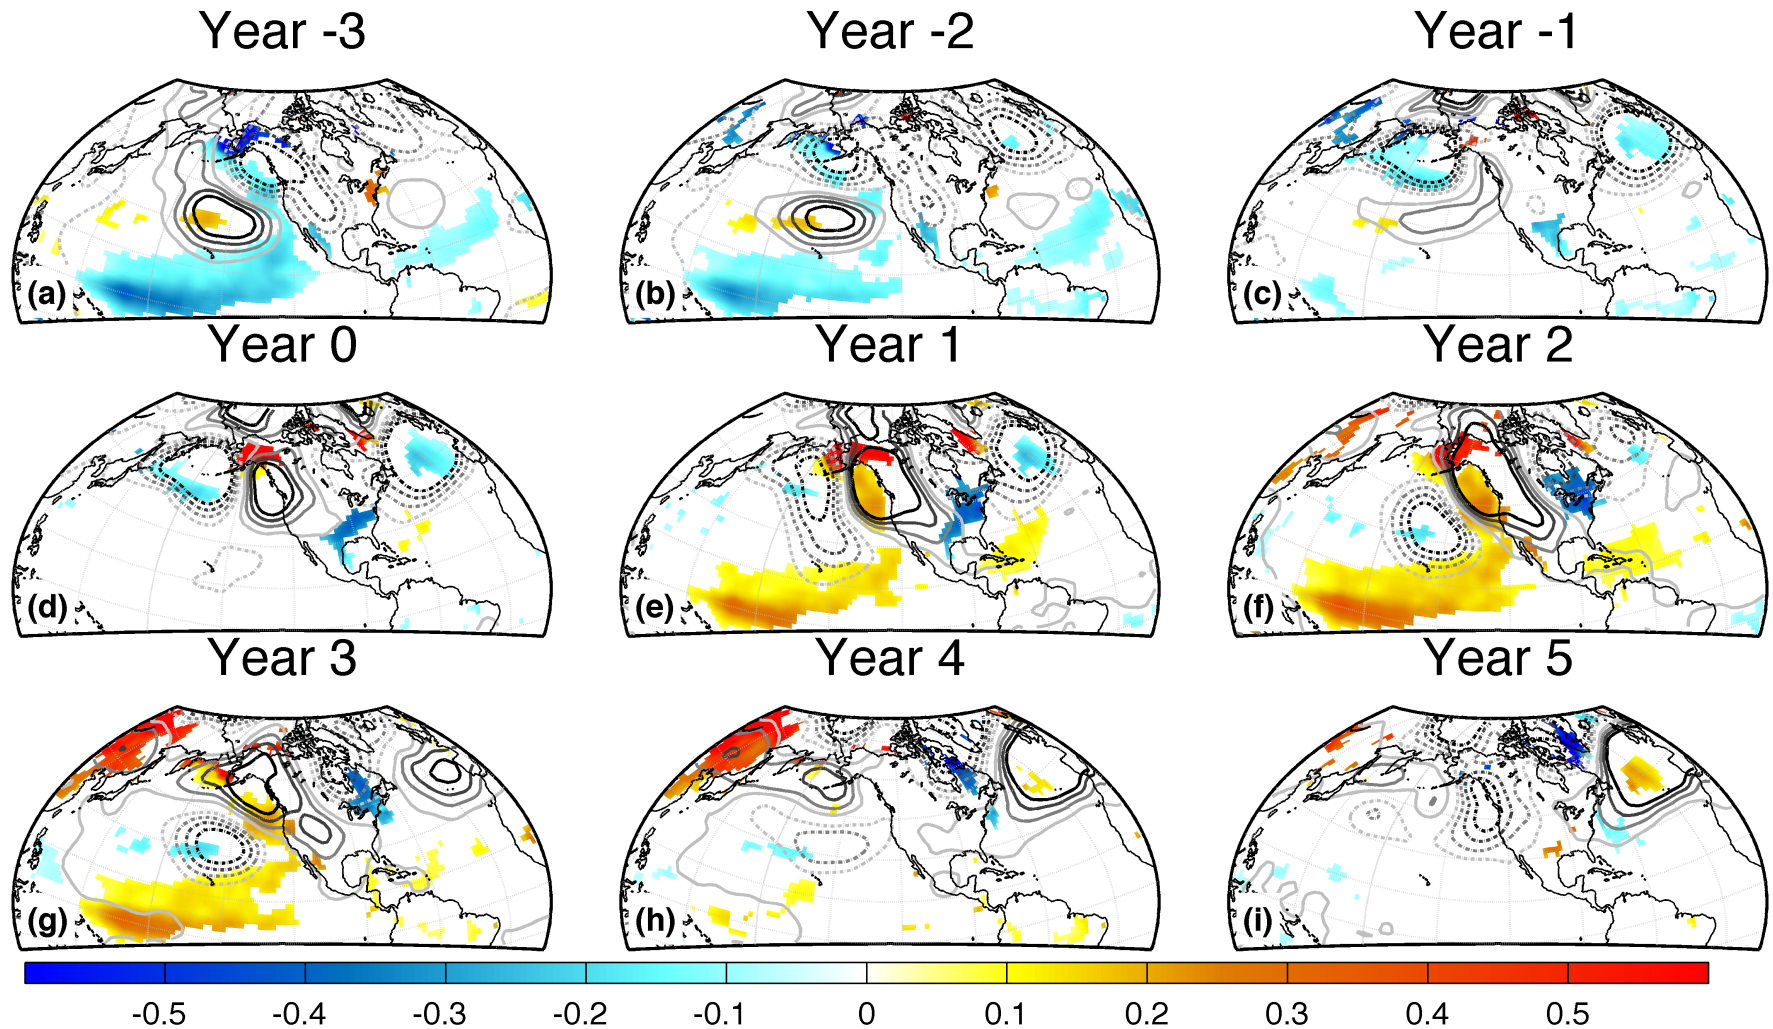 Year -3 Year -2 Year -1
(a) (b) (c)
Year 0 Year 1 Year 2
(d) (e) (f)
Year 3 Year 4 Year 5
(g) (h) (i)
-0.5 -0.4 -0.3 -0.2 -0.1 0 0.1 0.2 0.3 0.4 0.5